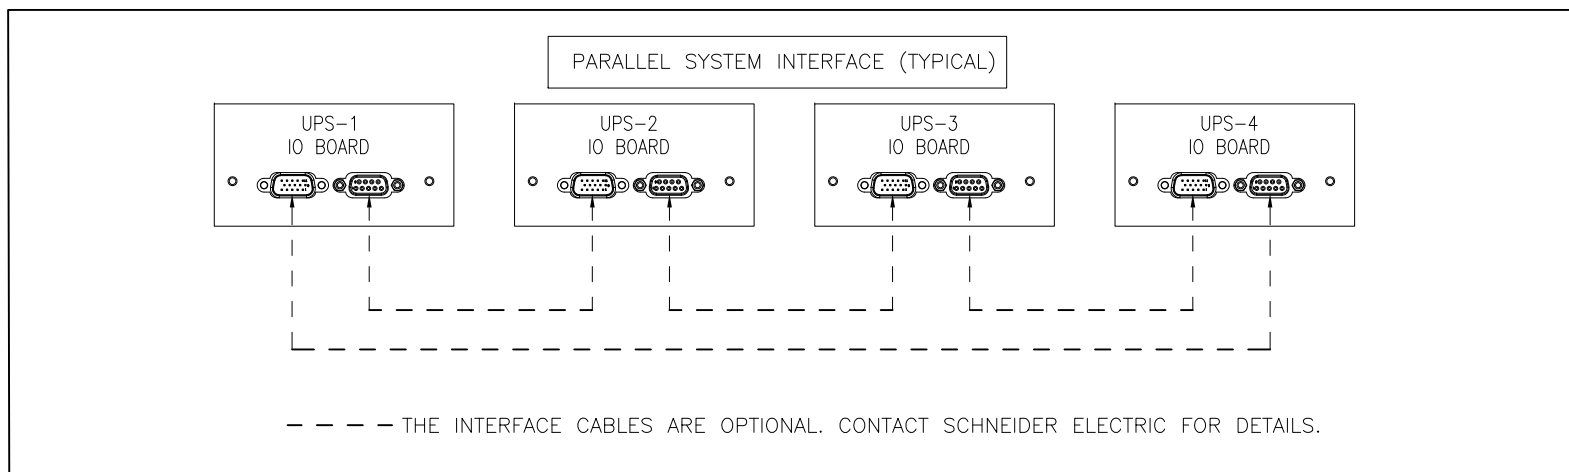 PARALLEL SYSTEM INTERFACE (TYPICAL)
UPS-1
IO BOARD
UPS-2
IO BOARD
UPS-3
IO BOARD
UPS-4
IO BOARD
THE INTERFACE CABLES ARE OPTIONAL. CONTACT SCHNEIDER ELECTRIC FOR DETAILS.